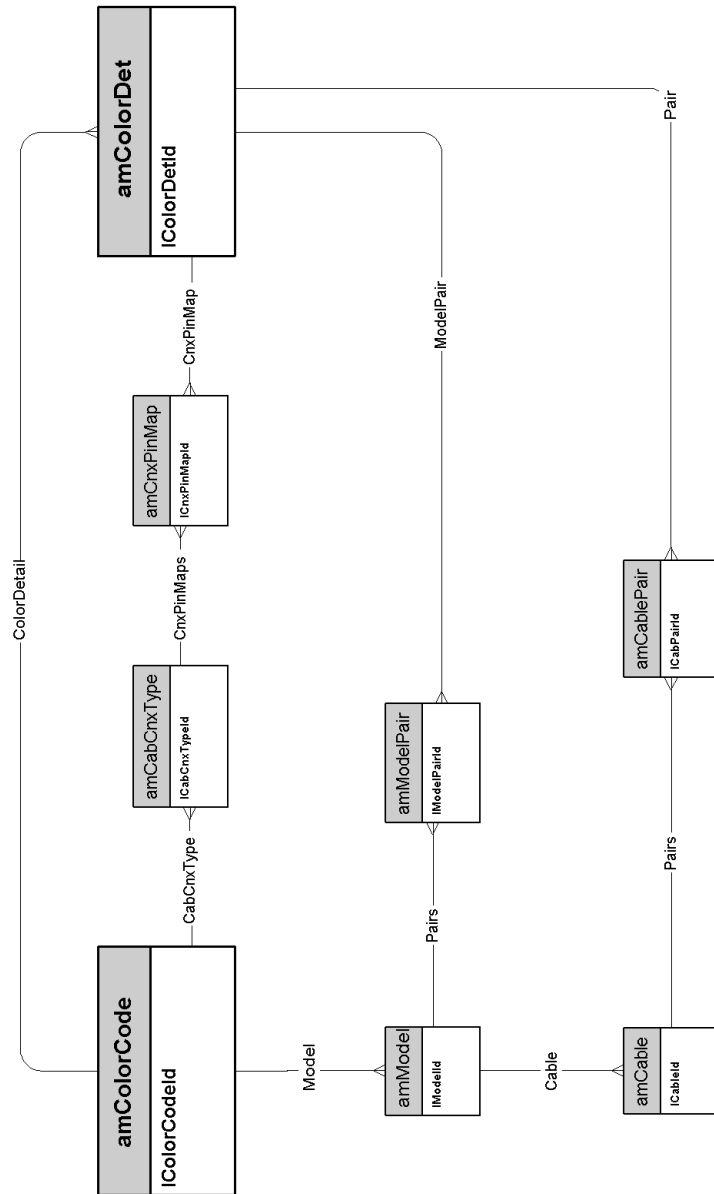 ColorDetail
amColorCode
lColorCodeId
CabCnxType
amCabCnxType
lCabCnxTypeId
CnxPinMaps
amCnxPinMap
lCnxPinMapId
CnxPinMap
amColorDet
lColorDetId
Model
amModel
lModelId
Pairs
amModelPair
lModelPairId
ModelPair
Cable
amCable
lCableId
Pairs
amCablePair
lCabPairId
Pair